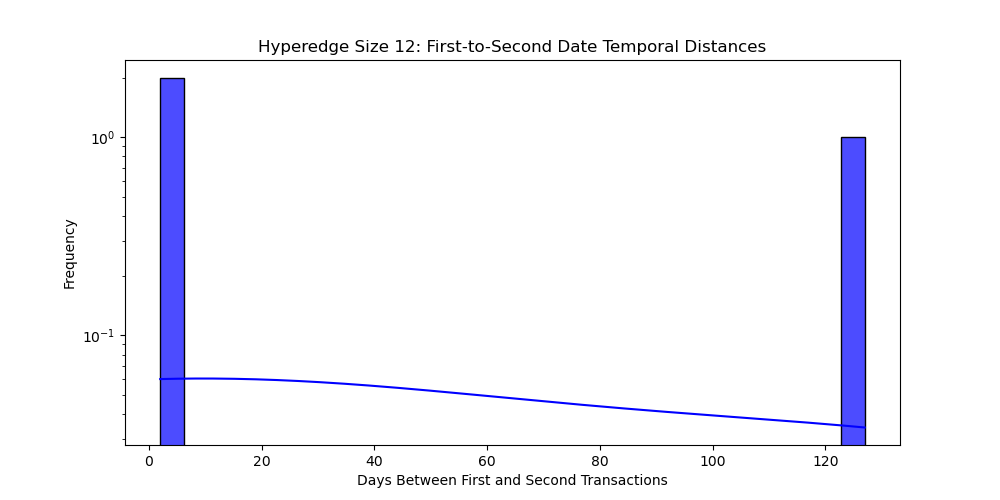 Hyperedge Size 12: First-to-Second Date Temporal Distances
Frequency
10⁰
10⁻¹
0 20 40 60 80 100 120
Days Between First and Second Transactions